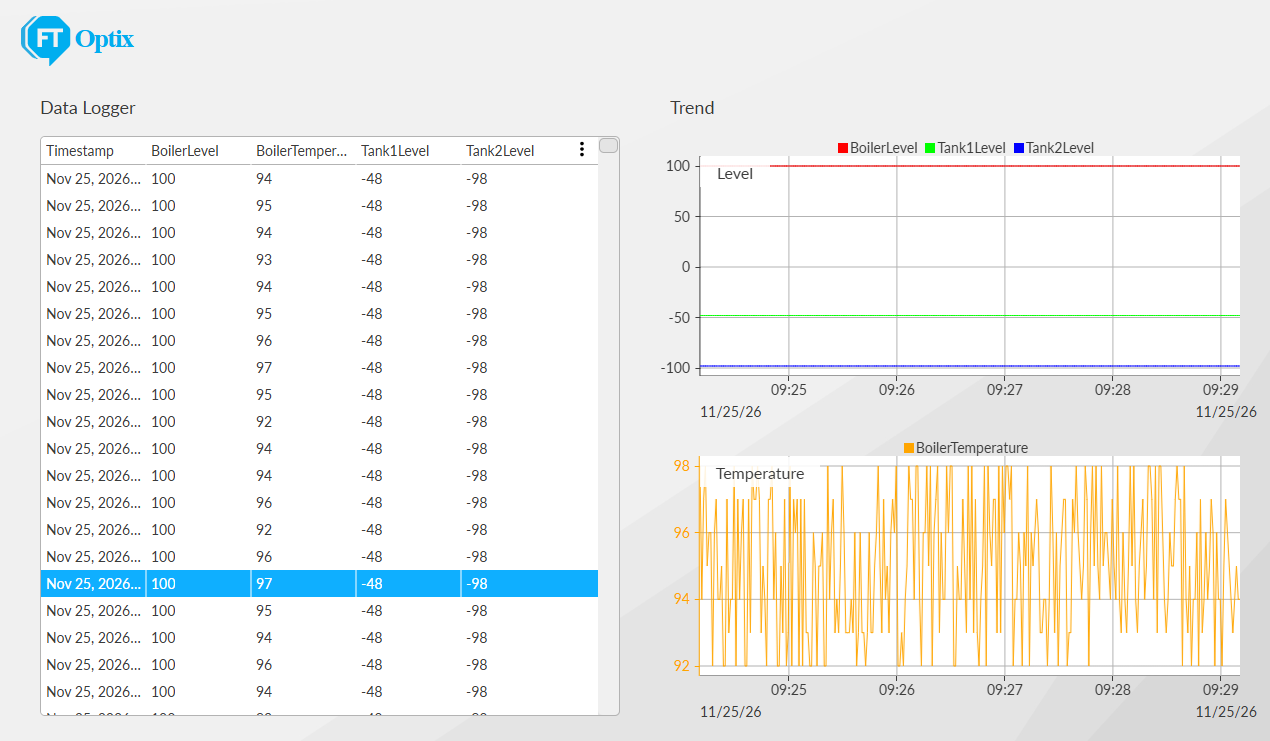 FT Optix
Data Logger
Timestamp BoilerLevel BoilerTemper... Tank1Level Tank2Level
Nov 25, 2026... 100 94 -48 -98
Nov 25, 2026... 100 95 -48 -98
Nov 25, 2026... 100 94 -48 -98
Nov 25, 2026... 100 93 -48 -98
Nov 25, 2026... 100 94 -48 -98
Nov 25, 2026... 100 95 -48 -98
Nov 25, 2026... 100 96 -48 -98
Nov 25, 2026... 100 97 -48 -98
Nov 25, 2026... 100 95 -48 -98
Nov 25, 2026... 100 92 -48 -98
Nov 25, 2026... 100 94 -48 -98
Nov 25, 2026... 100 94 -48 -98
Nov 25, 2026... 100 96 -48 -98
Nov 25, 2026... 100 92 -48 -98
Nov 25, 2026... 100 96 -48 -98
Nov 25, 2026... 100 97 -48 -98
Nov 25, 2026... 100 95 -48 -98
Nov 25, 2026... 100 94 -48 -98
Nov 25, 2026... 100 96 -48 -98
Nov 25, 2026... 100 94 -48 -98
Trend
BoilerLevel Tank1Level Tank2Level
Level
100
50
0
-50
-100
09:25 09:26 09:27 09:28 09:29
11/25/26 11/25/26
BoilerTemperature
Temperature
98
96
94
92
09:25 09:26 09:27 09:28 09:29
11/25/26 11/25/26